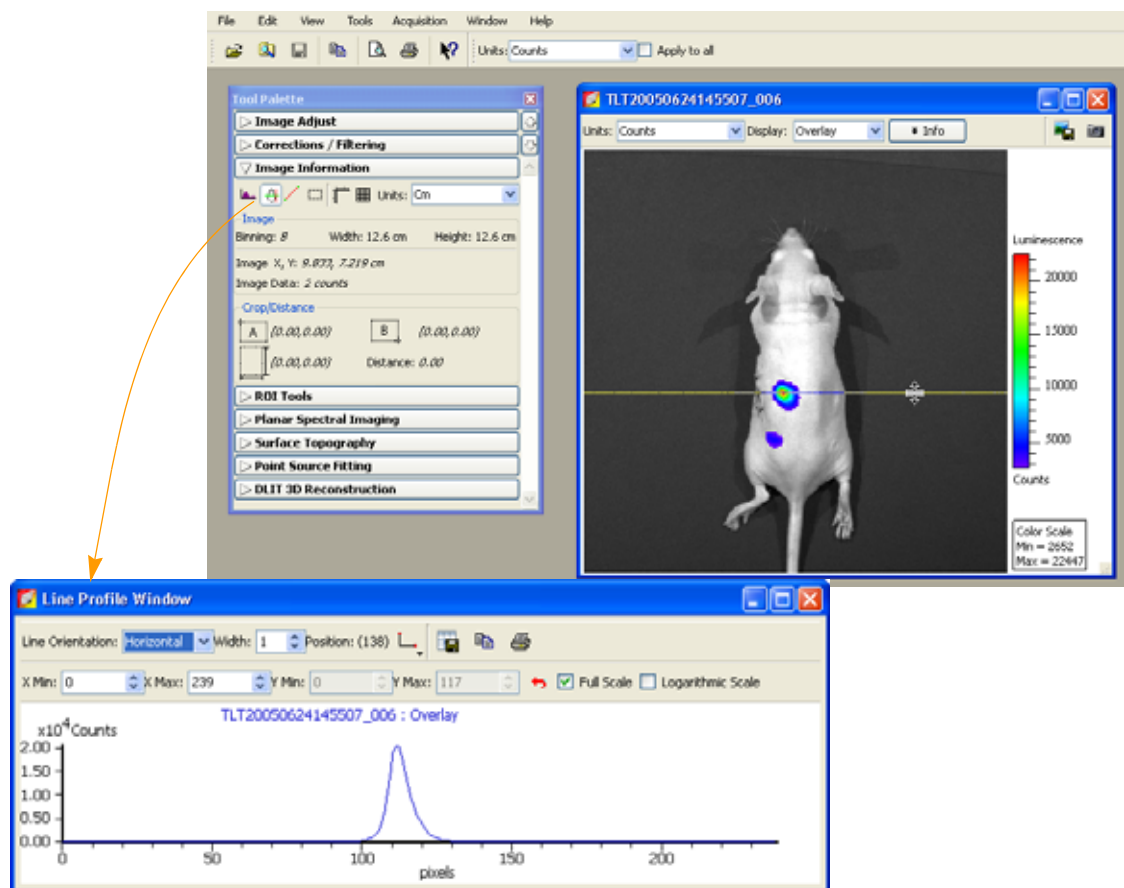 File Edit View Tools Acquisition Window Help
Units: Counts Apply to all
Tool Palette
Image Adjust
Corrections / Filtering
Image Information
Units: Cm
Image
Binning: 8 Width: 12.6 cm Height: 12.6 cm
Image X, Y: 9.833, 7.219 cm
Image Data: 2 counts
Crop/Distance
A (0.00,0.00) B (0.00,0.00)
(0.00,0.00) Distance: 0.00
ROI Tools
Planar Spectral Imaging
Surface Topography
Point Source Fitting
DLIT 3D Reconstruction
TLT20050624145507_006
Units: Counts Display: Overlay Info
Luminescence
20000
15000
10000
5000
Counts
Color Scale
Min = 2652
Max = 22447
Line Profile Window
Line Orientation: Horizontal Width: 1 Position: (138)
X Min: 0 X Max: 239 Y Min: 0 Y Max: 117 Full Scale Logarithmic Scale
TLT20050624145507_006 : Overlay
x10^4 Counts
2.00
1.50
1.00
0.50
0.00
0 50 100 150 200
pixels